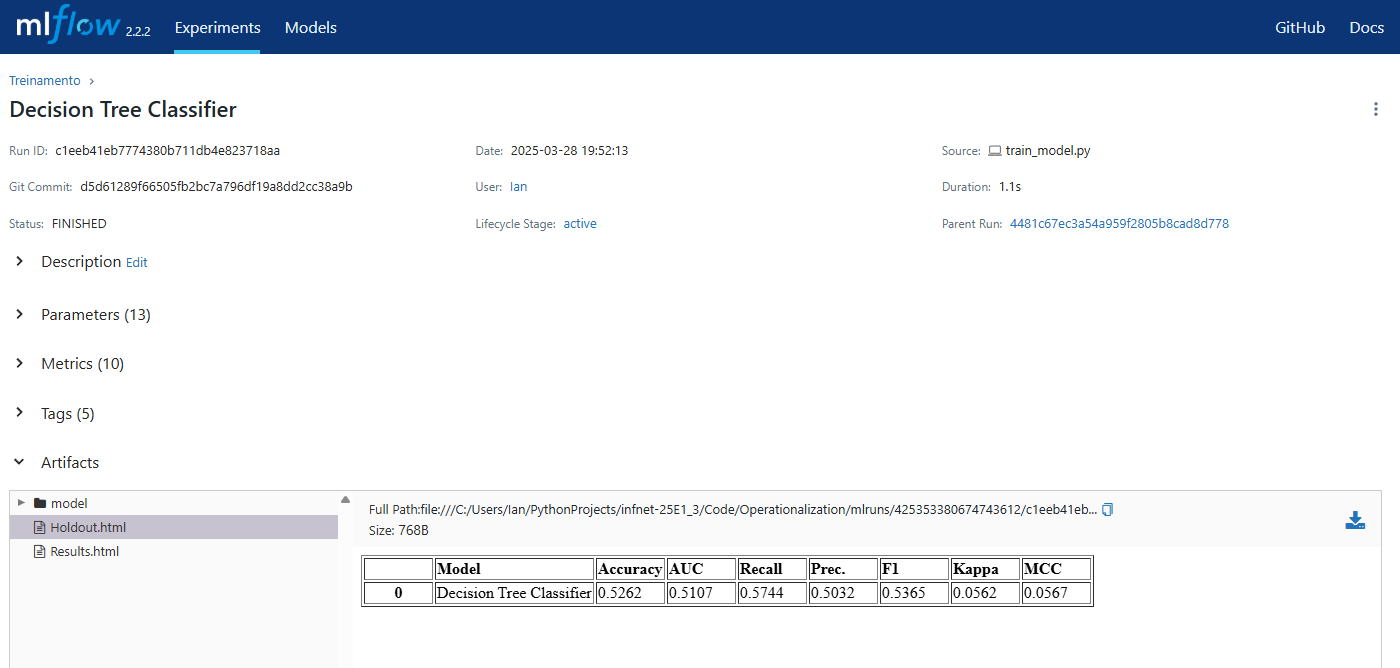 mlflow 2.2.2 Experiments Models GitHub Docs
Treinamento
Decision Tree Classifier
Run ID: c1eeb41eb7774380b711db4e823718aa Date: 2025-03-28 19:52:13 Source: train_model.py
Git Commit: d5d61289f66505fb2bc7a796df19a8dd2cc38a9b User: Ian Duration: 1.1s
Status: FINISHED Lifecycle Stage: active Parent Run: 4481c67ec3a54a959f2805b8cad8d778
Description Edit
Parameters (13)
Metrics (10)
Tags (5)
Artifacts
model
Holdout.html
Results.html
Full Path:file:///C:/Users/Ian/PythonProjects/infnet-25E1_3/Code/Operationalization/mlruns/425353380674743612/c1eeb41eb...
Size: 768B
Model Accuracy AUC Recall Prec. F1 Kappa MCC
0 Decision Tree Classifier 0.5262 0.5107 0.5744 0.5032 0.5365 0.0562 0.0567